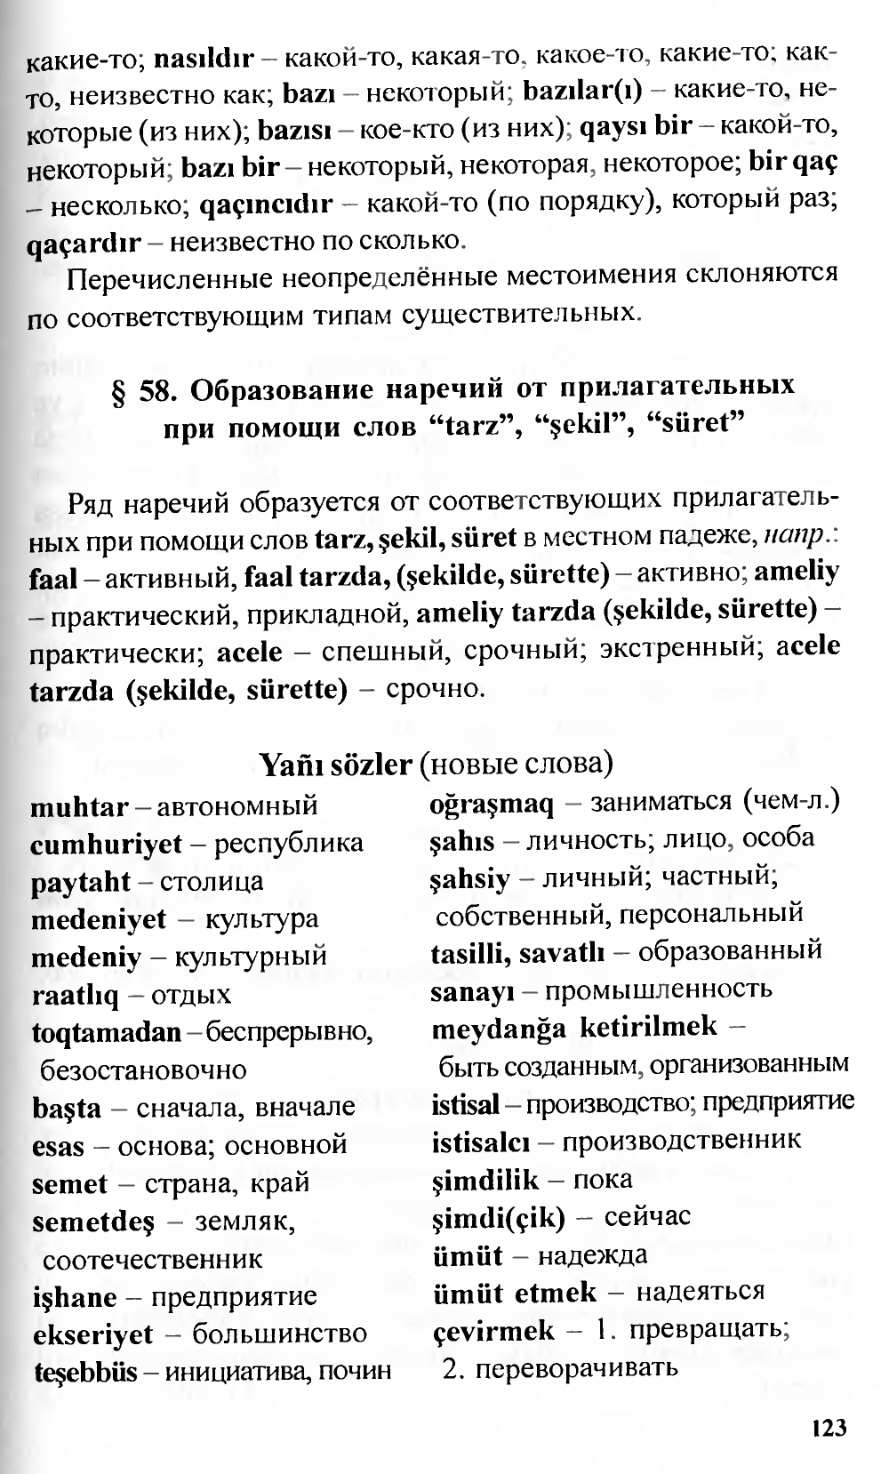 какие-то; nasıldır – какой-то, какая-то, какое-то, какие-то; как-
то, неизвестно как; bazı – некоторый; bazılar(ı) – какие-то, не-
которые (из них); bazısı – кое-кто (из них); qaysı bir – какой-то,
некоторый; bazı bir – некоторый, некоторая, некоторое; bir qaç
– несколько; qaçıncıdır – какой-то (по порядку), который раз;
qaçardır – неизвестно по сколько.
Перечисленные неопределённые местоимения склоняются
по соответствующим типам существительных.
§ 58. Образование наречий от прилагательных
при помощи слов “tarz”, “şekil”, “süret”
Ряд наречий образуется от соответствующих прилагатель-
ных при помощи слов tarz, şekil, süret в местном падеже, напр.:
faal – активный, faal tarzda, (şekilde, sürette) – активно; ameliy
– практический, прикладной, ameliy tarzda (şekilde, sürette) –
практически; acele – спешный, срочный; экстренный; acele
tarzda (şekilde, sürette) – срочно.
Yañı sözler (новые слова)
muhtar – автономный
cumhuriyet – республика
paytaht – столица
medeniyet – культура
medeniy – культурный
raatlıq – отдых
toqtamadan – беспрерывно,
безостановочно
başta – сначала, вначале
esas – основа; основной
semet – страна, край
semetdeş – земляк,
соотечественник
işhane – предприятие
ekseriyet – большинство
teşebbüs – инициатива, почин
oğraşmaq – заниматься (чем-л.)
şahıs – личность; лицо, особа
şahsiy – личный; частный;
собственный, персональный
tasilli, savatlı – образованный
sanayı – промышленность
meydanğa ketirilmek –
быть созданным, организованным
istisal – производство; предприятие
istisalcı – производственник
şimdilik – пока
şimdi(çik) – сейчас
ümüt – надежда
ümüt etmek – надеяться
çevirmek – 1. превращать;
2. переворачивать
123